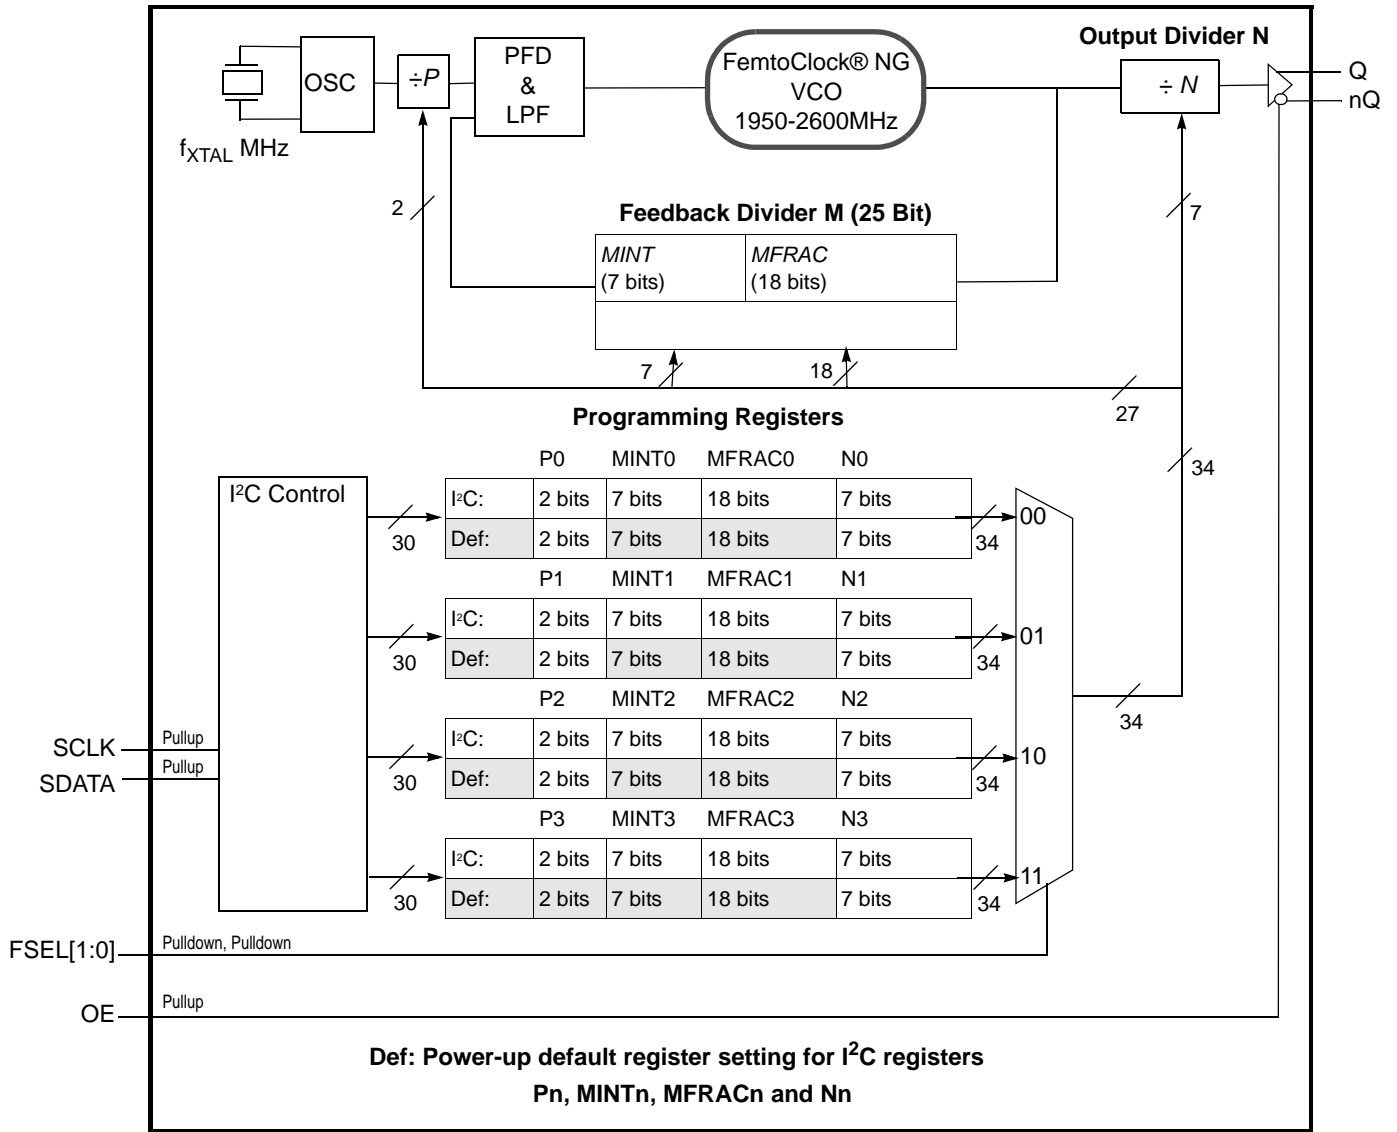 Output Divider N
OSC
÷P
PFD
&
LPF
FemtoClock® NG
VCO
1950-2600MHz
÷ N
Q
nQ
fXTAL MHz
2
7
Feedback Divider M (25 Bit)
MINT
(7 bits)
MFRAC
(18 bits)
7
18
27
34
Programming Registers
P0 MINT0 MFRAC0 N0
I²C Control
I²C: 2 bits 7 bits 18 bits 7 bits
Def: 2 bits 7 bits 18 bits 7 bits
30
34
00
P1 MINT1 MFRAC1 N1
I²C: 2 bits 7 bits 18 bits 7 bits
Def: 2 bits 7 bits 18 bits 7 bits
30
34
01
P2 MINT2 MFRAC2 N2
34
I²C: 2 bits 7 bits 18 bits 7 bits
Def: 2 bits 7 bits 18 bits 7 bits
30
34
10
SCLK Pullup
SDATA Pullup
P3 MINT3 MFRAC3 N3
I²C: 2 bits 7 bits 18 bits 7 bits
Def: 2 bits 7 bits 18 bits 7 bits
30
34
11
FSEL[1:0] Pulldown, Pulldown
OE Pullup
Def: Power-up default register setting for I²C registers
Pn, MINTn, MFRACn and Nn